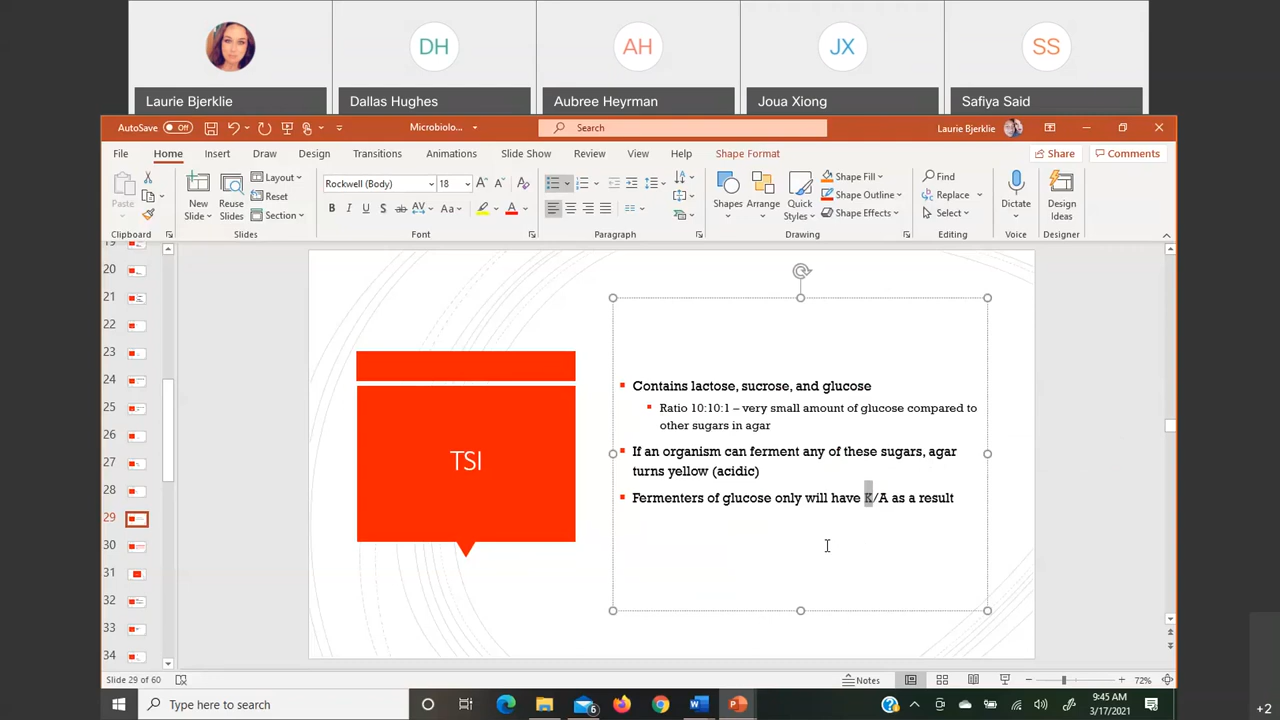 DH
AH
JX
SS
Laurie Bjerklie
Dallas Hughes
Aubree Heyrman
Joua Xiong
Safiya Said
AutoSave Off
Microbiolo...
Search
Laurie Bjerklie
File Home Insert Draw Design Transitions Animations Slide Show Review View Help Shape Format
Share
Comments
Paste
New
Slide
Reuse
Slides
Layout
Reset
Section
Rockwell (Body)
18
Shapes
Arrange
Quick
Styles
Shape Fill
Shape Outline
Shape Effects
Find
Replace
Select
Dictate
Design
Ideas
Clipboard
Slides
Font
Paragraph
Drawing
Editing
Voice
Designer
19
20
21
22
23
24
25
26
27
28
29
30
31
32
33
34
TSI
Contains lactose, sucrose, and glucose
Ratio 10:10:1 – very small amount of glucose compared to
other sugars in agar
If an organism can ferment any of these sugars, agar
turns yellow (acidic)
Fermenters of glucose only will have K/A as a result
Slide 29 of 60
Notes
72%
Type here to search
9:45 AM
3/17/2021
+2